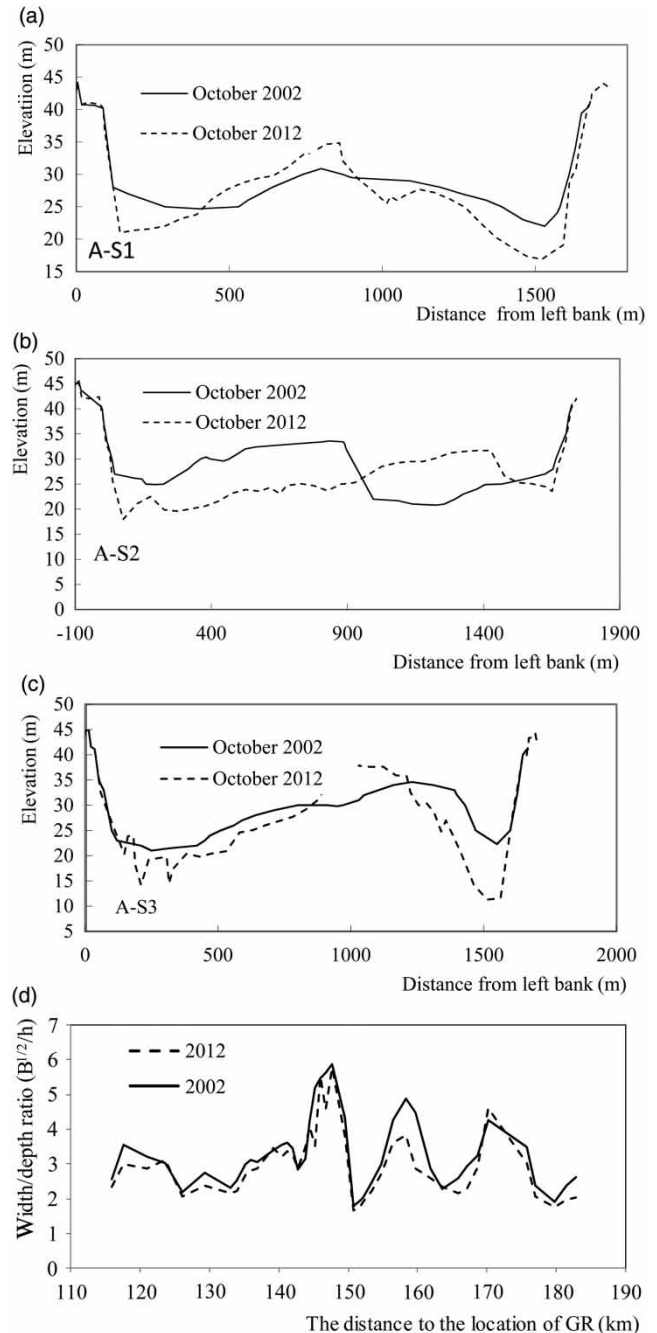 (a)
50
45
40
35
30
25
20
15
Elevatiion (m)
October 2002
October 2012
A-S1
0 500 1000 1500
Distance from left bank (m)
(b)
50
45
40
35
30
25
20
15
10
5
0
Elevation (m)
October 2002
October 2012
A-S2
-100 400 900 1400 1900
Distance from left bank (m)
(c)
50
45
40
35
30
25
20
15
10
5
Elevation (m)
October 2002
October 2012
A-S3
0 500 1000 1500 2000
Distance from left bank (m)
(d)
7
6
5
4
3
2
1
0
Width/depth ratio (B^1/2/h)
2012
2002
110 120 130 140 150 160 170 180 190
The distance to the location of GR (km)